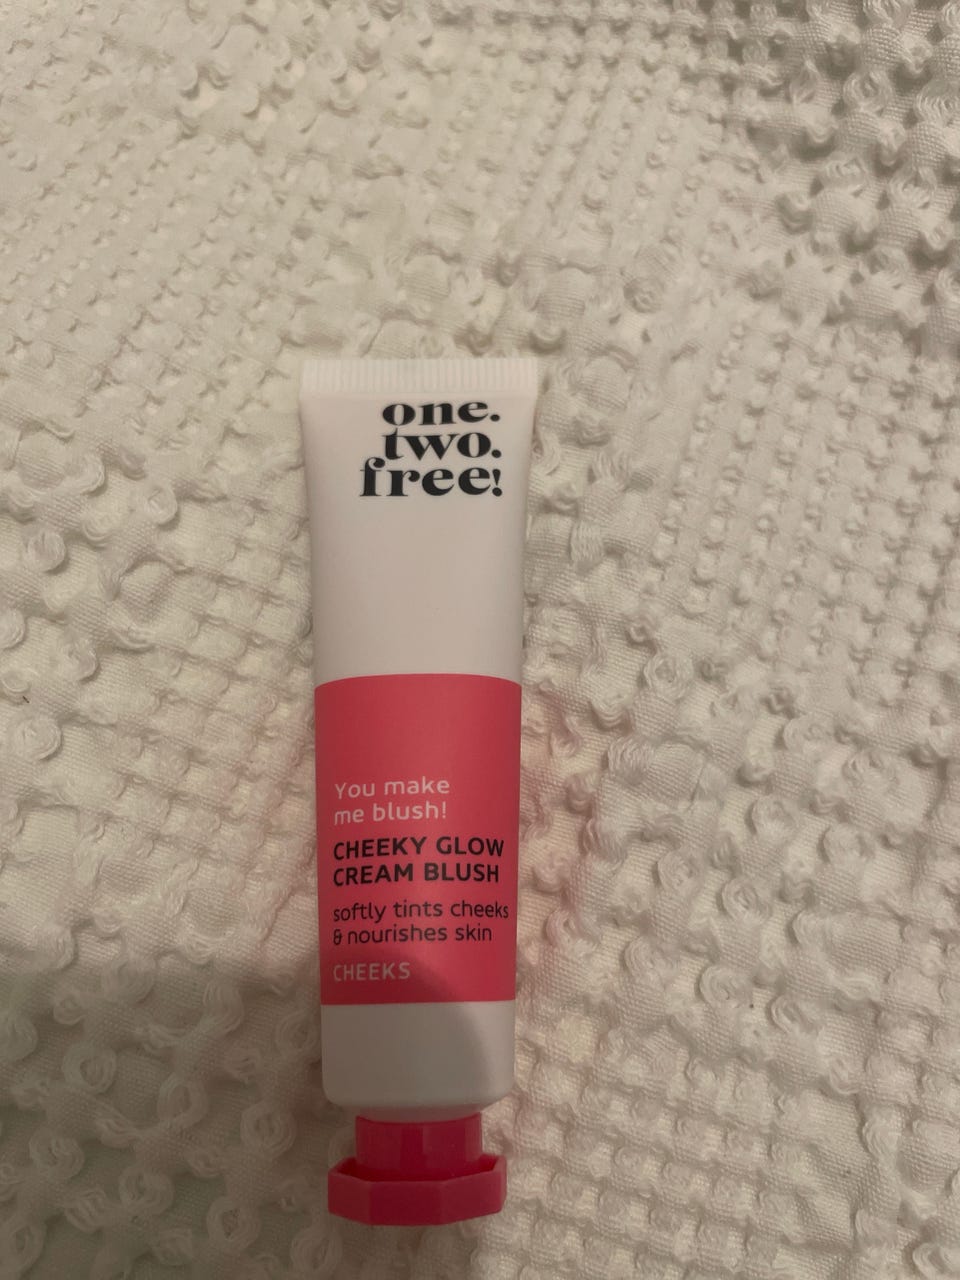 one.
two.
free!
You make
me blush!
CHEEKY GLOW
CREAM BLUSH
softly tints cheeks
& nourishes skin
CHEEKS